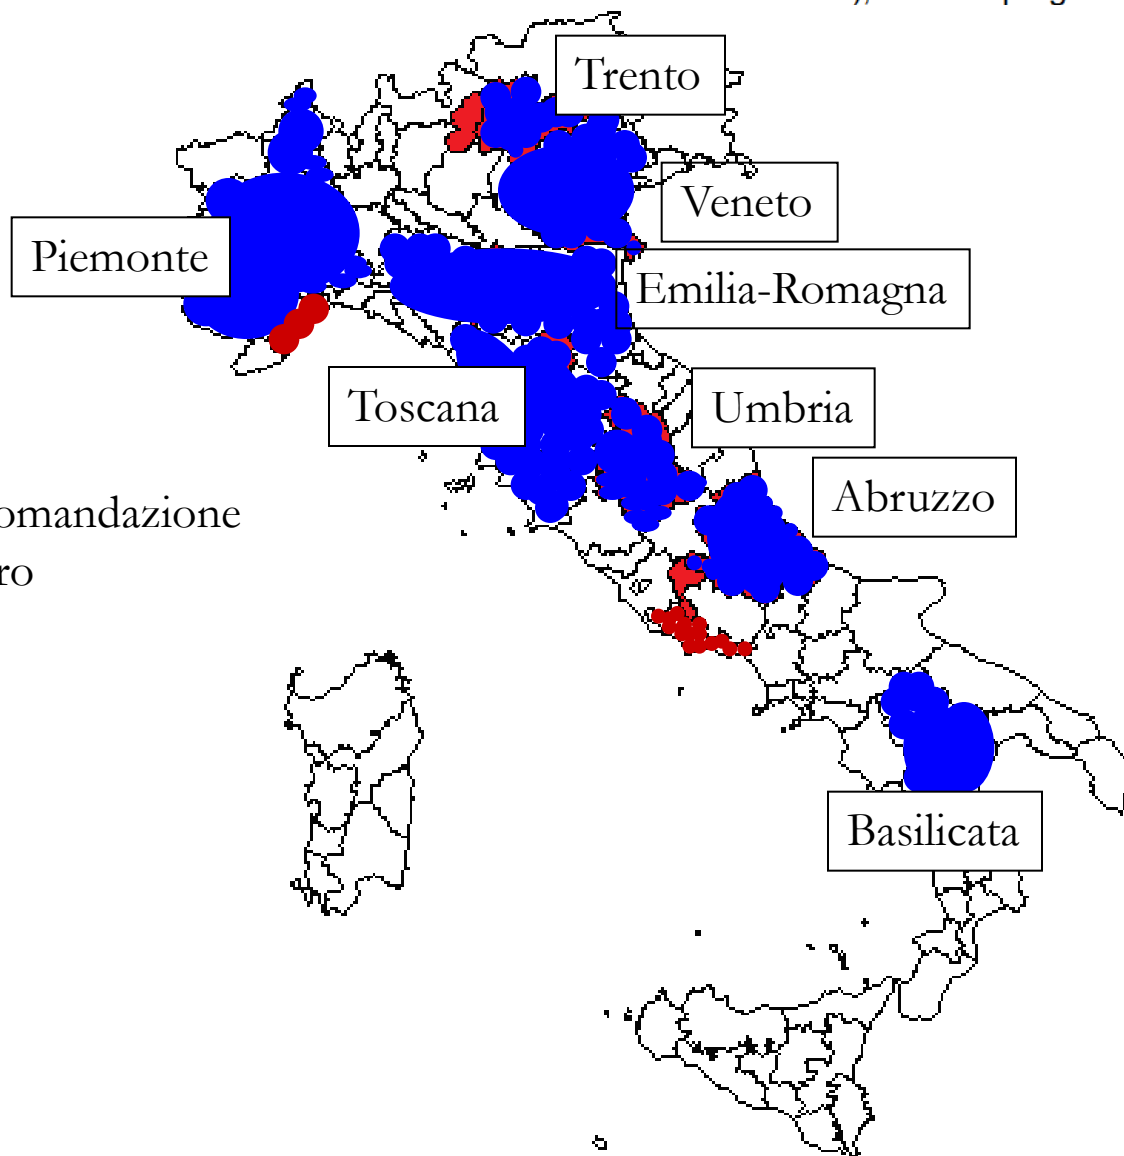 Trento
Veneto
Piemonte
Emilia-Romagna
Toscana
Umbria
Abruzzo
omandazione
ro
Basilicata